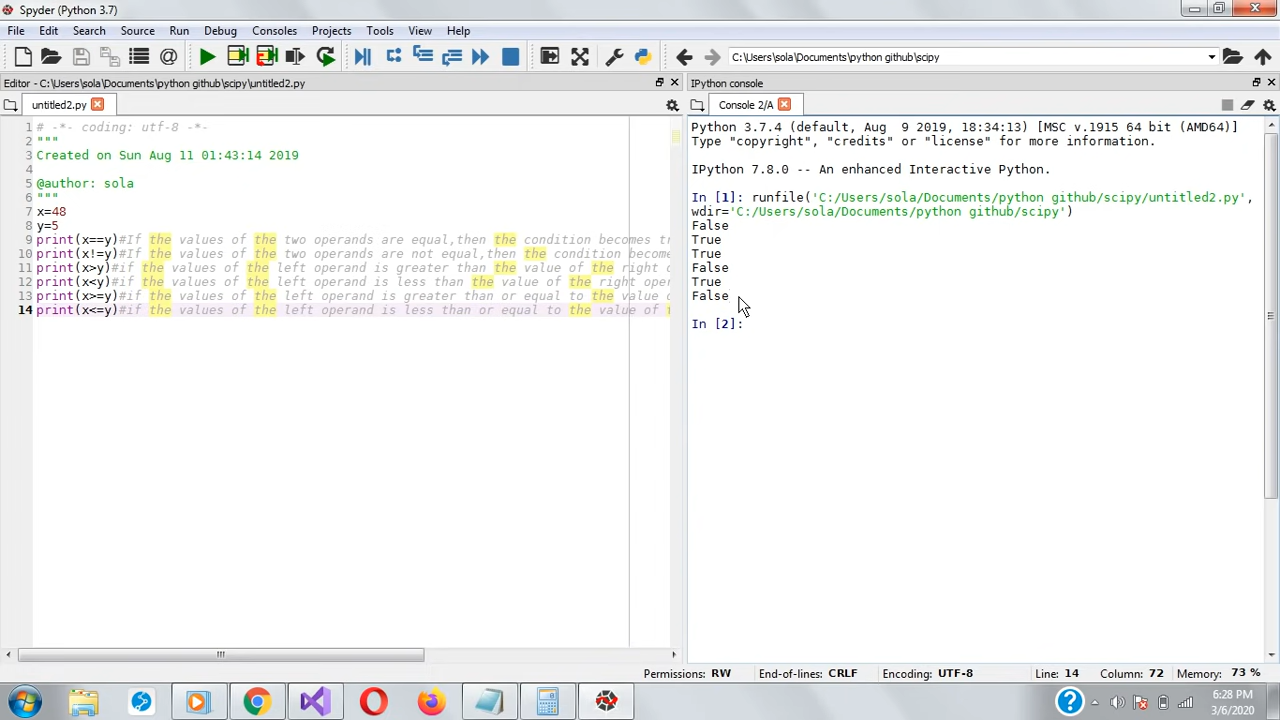 Spyder (Python 3.7)
File Edit Search Source Run Debug Consoles Projects Tools View Help
C:\Users\sola\Documents\python github\scipy
Editor - C:\Users\sola\Documents\python github\scipy\untitled2.py
IPython console
untitled2.py
Console 2/A
1 # -*- coding: utf-8 -*-
2 """
3 Created on Sun Aug 11 01:43:14 2019
4
5 @author: sola
6 """
7 x=48
8 y=5
9 print(x==y)#If the values of the two operands are equal,then the condition becomes
10 print(x!=y)#If the values of the two operands are not equal,then the condition
11 print(x>y)#if the values of the left operand is greater than the value of the right
12 print(x<y)#if the values of the left operand is less than the value of the right
13 print(x>=y)#if the values of the left operand is greater than or equal to the value
14 print(x<=y)#if the values of the left operand is less than or equal to the value of
Python 3.7.4 (default, Aug  9 2019, 18:34:13) [MSC v.1915 64 bit (AMD64)]
Type "copyright", "credits" or "license" for more information.
IPython 7.8.0 -- An enhanced Interactive Python.
In [1]: runfile('C:/Users/sola/Documents/python github/scipy/untitled2.py',
wdir='C:/Users/sola/Documents/python github/scipy')
False
True
True
False
True
False
In [2]:
Permissions: RW End-of-lines: CRLF Encoding: UTF-8 Line: 14 Column: 72 Memory: 73 %
6:28 PM
3/6/2020